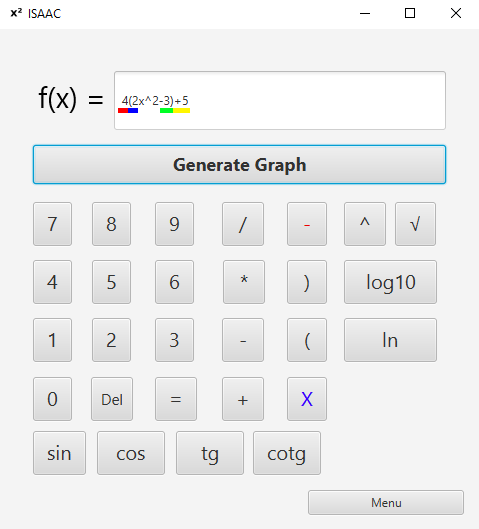 x² ISAAC
f(x) = 4(2x^2-3)+5
Generate Graph
7 8 9 / - ^ √
4 5 6 * ) log10
1 2 3 - ( ln
0 Del = + X
sin cos tg cotg
Menu